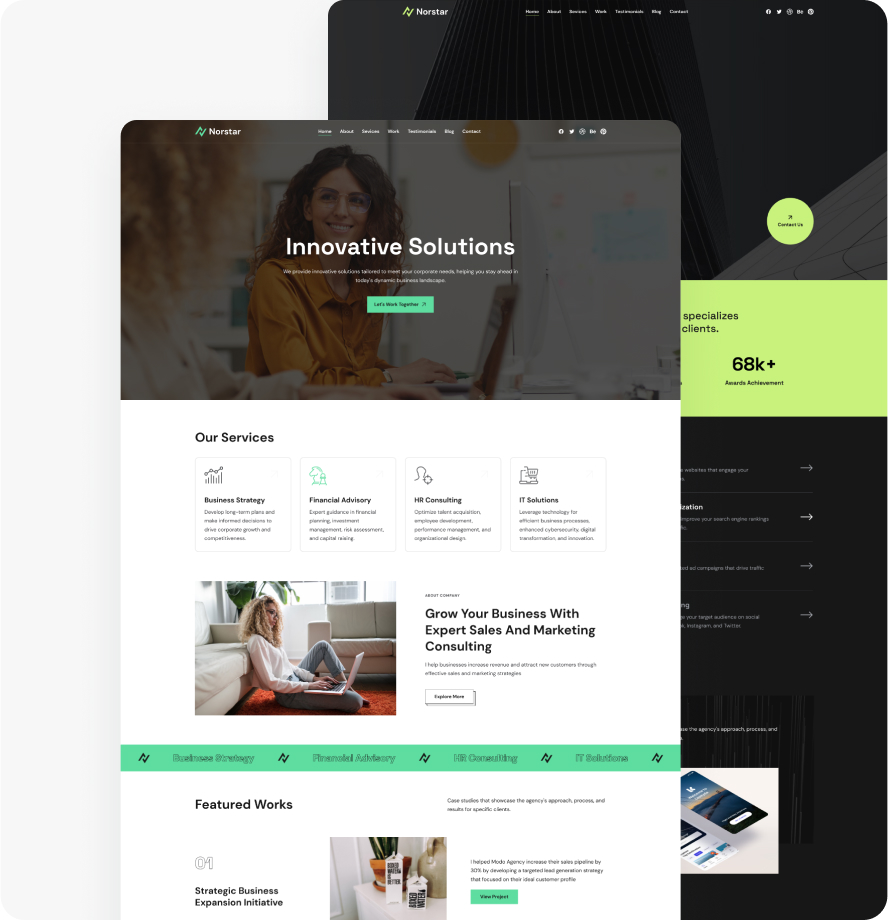 Norstar
Home About Sevices Work Testimonials Blog Contact
Bē
Contact Us
specializes
clients.
68k+
Awards Achievement
websites that engage your
ization
improve your search engine rankings
ed ad campaigns that drive traffic
ng
ge your target audience on social
k, Instagram, and Twitter.
ase the agency's approach, process, and
Norstar
Home About Sevices Work Testimonials Blog Contact
Bē
Innovative Solutions
We provide innovative solutions tailored to meet your corporate needs, helping you stay ahead in
today's dynamic business landscape.
Let's Work Together
Our Services
Business Strategy
Develop long-term plans and
make informed decisions to
drive corporate growth and
competitiveness.
Financial Advisory
Expert guidance in financial
planning, investment
management, risk assessment,
and capital raising.
HR Consulting
Optimize talent acquisition,
employee development,
performance management, and
organizational design.
IT Solutions
Leverage technology for
efficient business processes,
enhanced cybersecurity, digital
transformation, and innovation.
ABOUT COMPANY
Grow Your Business With
Expert Sales And Marketing
Consulting
I help businesses increase revenue and attract new customers through
effective sales and marketing strategies
Explore More
Business Strategy Financial Advisory HR Consulting IT Solutions
Featured Works
Case studies that showcase the agency's approach, process, and
results for specific clients.
01
Strategic Business
Expansion Initiative
I helped Modo Agency increase their sales pipeline by
30% by developing a targeted lead generation strategy
that focused on their ideal customer profile
View Project